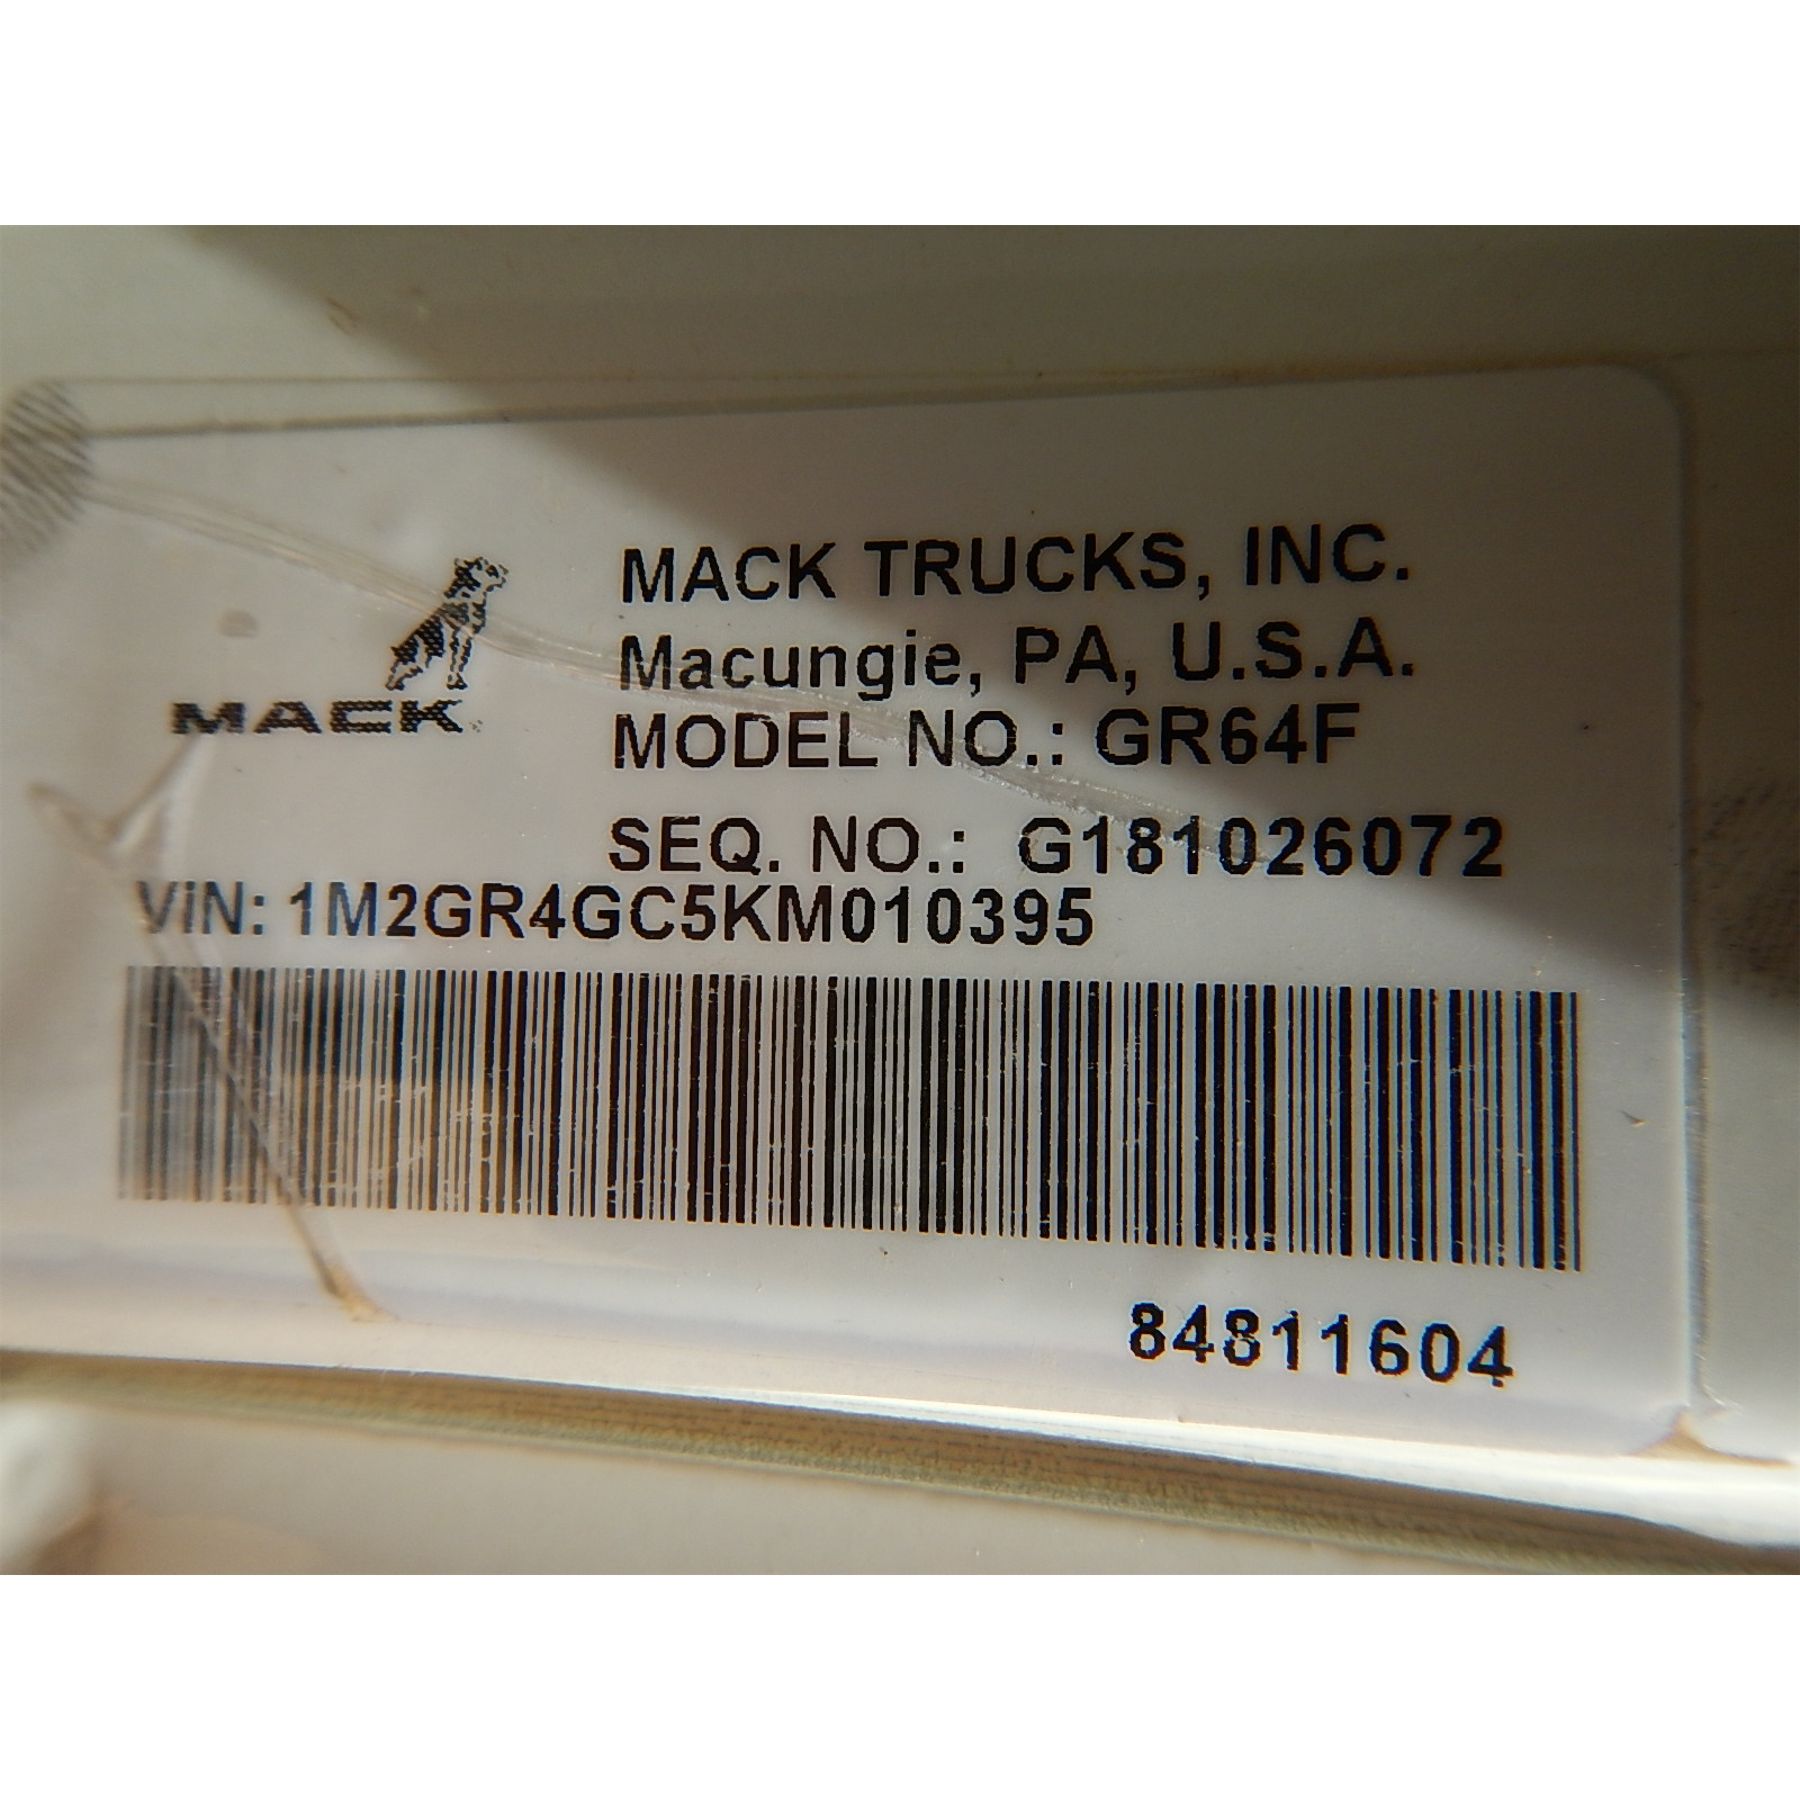 MACK TRUCKS, INC.
Macungie, PA, U.S.A.
MACK
MODEL NO.: GR64F
SEQ. NO.: G181026072
VIN: 1M2GR4GC5KM010395
84811604